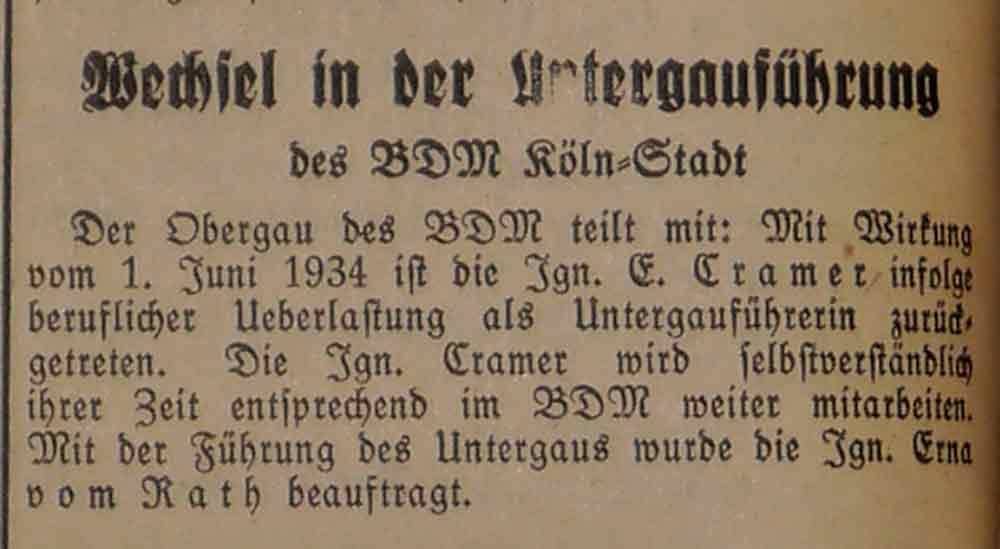 Wechsel in der Untergauführung
des BDM Köln-Stadt
Der Obergau des BDM teilt mit: Mit Wirkung
vom 1. Juni 1934 ist die Jgn. E. Cramer infolge
beruflicher Ueberlastung als Untergauführerin zurück-
getreten. Die Jgn. Cramer wird selbstverständlich
ihrer Zeit entsprechend im BDM weiter mitarbeiten.
Mit der Führung des Untergaus wurde die Jgn. Erna
vom Rath beauftragt.